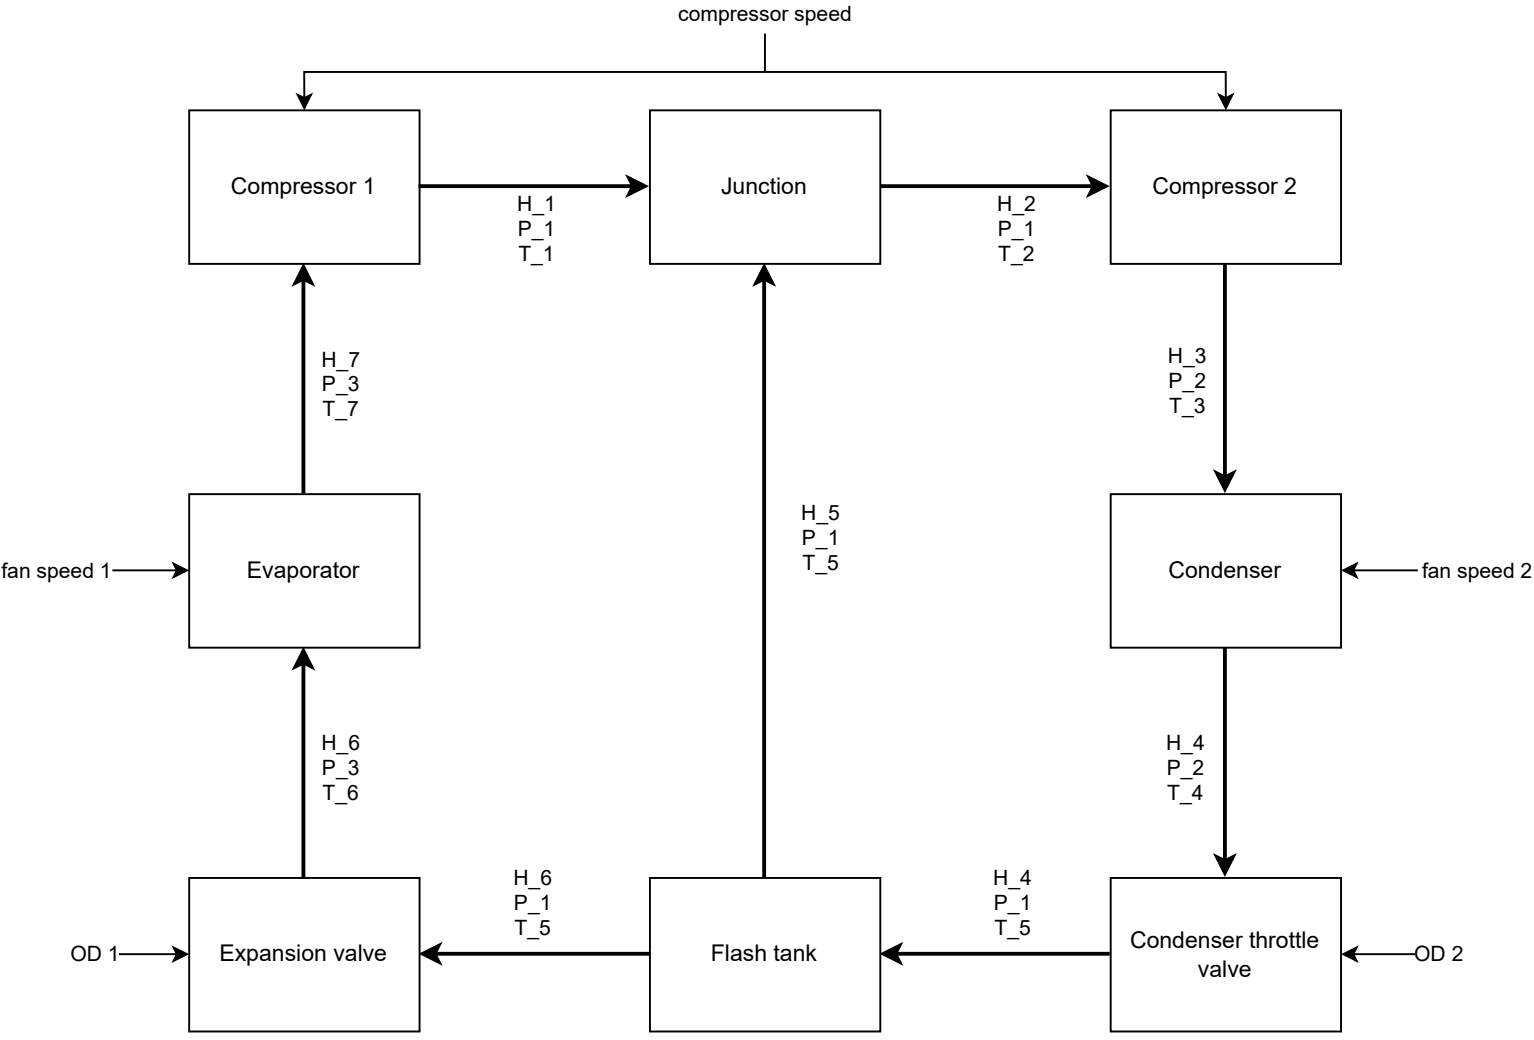 compressor speed
Compressor 1
H_1
P_1
T_1
Junction
H_2
P_1
T_2
Compressor 2
H_7
P_3
T_7
H_3
P_2
T_3
fan speed 1
Evaporator
H_5
P_1
T_5
Condenser
fan speed 2
H_6
P_3
T_6
H_4
P_2
T_4
OD 1
Expansion valve
H_6
P_1
T_5
Flash tank
H_4
P_1
T_5
Condenser throttle
valve
OD 2